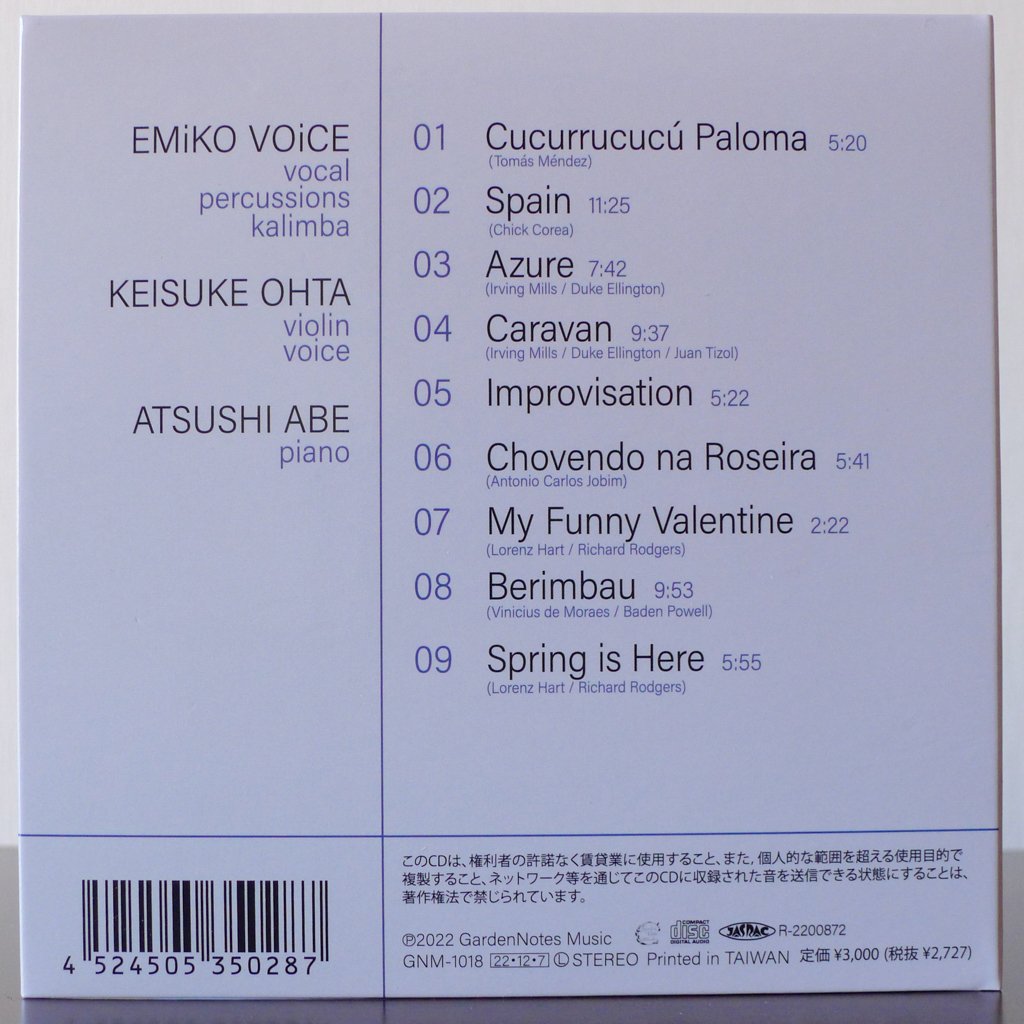 EMiKO VOiCE
vocal
percussions
kalimba
KEISUKE OHTA
violin
voice
ATSUSHI ABE
piano
01 Cucurrucucú Paloma 5:20
(Tomás Méndez)
02 Spain 11:25
(Chick Corea)
03 Azure 7:42
(Irving Mills / Duke Ellington)
04 Caravan 9:37
(Irving Mills / Duke Ellington / Juan Tizol)
05 Improvisation 5:22
06 Chovendo na Roseira 5:41
(Antonio Carlos Jobim)
07 My Funny Valentine 2:22
(Lorenz Hart / Richard Rodgers)
08 Berimbau 9:53
(Vinicius de Moraes / Baden Powell)
09 Spring is Here 5:55
(Lorenz Hart / Richard Rodgers)
4 524505 350287
このCDは、権利者の許諾なく賃貸業に使用すること、また、個人的な範囲を超える使用目的で
複製すること、ネットワーク等を通じてこのCDに収録された音を送信できる状態にすることは、
著作権法で禁じられています。
℗2022 GardenNotes Music COMPACT disc DIGITAL AUDIO JASRAC R-2200872
GNM-1018 22・12・7 Ⓛ STEREO Printed in TAIWAN 定価 ¥3,000 (税抜 ¥2,727)